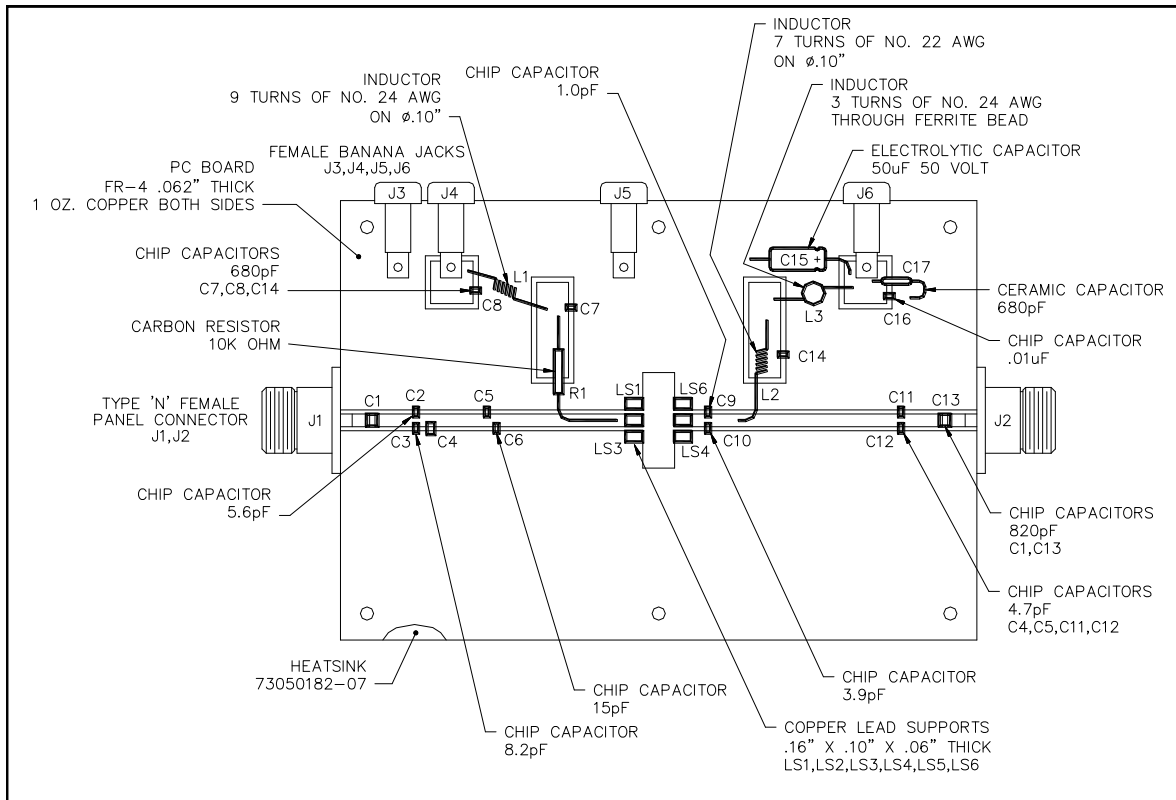 INDUCTOR
7 TURNS OF NO. 22 AWG
ON ø.10"
CHIP CAPACITOR
1.0pF
INDUCTOR
9 TURNS OF NO. 24 AWG
ON ø.10"
INDUCTOR
3 TURNS OF NO. 24 AWG
THROUGH FERRITE BEAD
FEMALE BANANA JACKS
J3,J4,J5,J6
ELECTROLYTIC CAPACITOR
50uF 50 VOLT
PC BOARD
FR-4 .062" THICK
1 OZ. COPPER BOTH SIDES
J3
J4
J5
J6
CHIP CAPACITORS
680pF
C7,C8,C14
L1
C8
C7
C15 +
C17
L3
C16
CERAMIC CAPACITOR
680pF
CARBON RESISTOR
10K OHM
CHIP CAPACITOR
.01uF
C14
R1
L2
TYPE 'N' FEMALE
PANEL CONNECTOR
J1,J2
J1
C1
C2
C3
C4
C5
C6
LS1
LS3
LS6
LS4
C9
C10
C11
C12
C13
J2
CHIP CAPACITOR
5.6pF
CHIP CAPACITORS
820pF
C1,C13
CHIP CAPACITORS
4.7pF
C4,C5,C11,C12
HEATSINK
73050182-07
CHIP CAPACITOR
8.2pF
CHIP CAPACITOR
15pF
CHIP CAPACITOR
3.9pF
COPPER LEAD SUPPORTS
.16" X .10" X .06" THICK
LS1,LS2,LS3,LS4,LS5,LS6